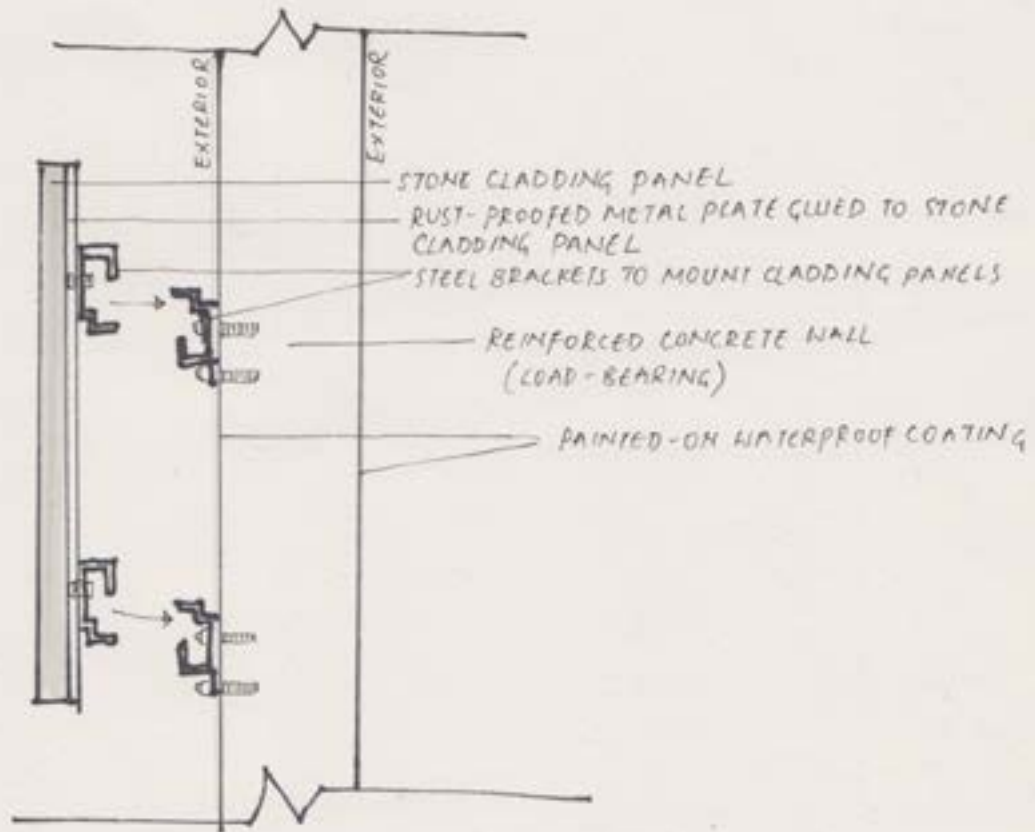 EXTERIOR
EXTERIOR
STONE CLADDING PANEL
RUST-PROOFED METAL PLATE GLUED TO STONE
CLADDING PANEL
STEEL BRACKETS TO MOUNT CLADDING PANELS
REINFORCED CONCRETE WALL
(LOAD-BEARING)
PAINTED-ON WATERPROOF COATING